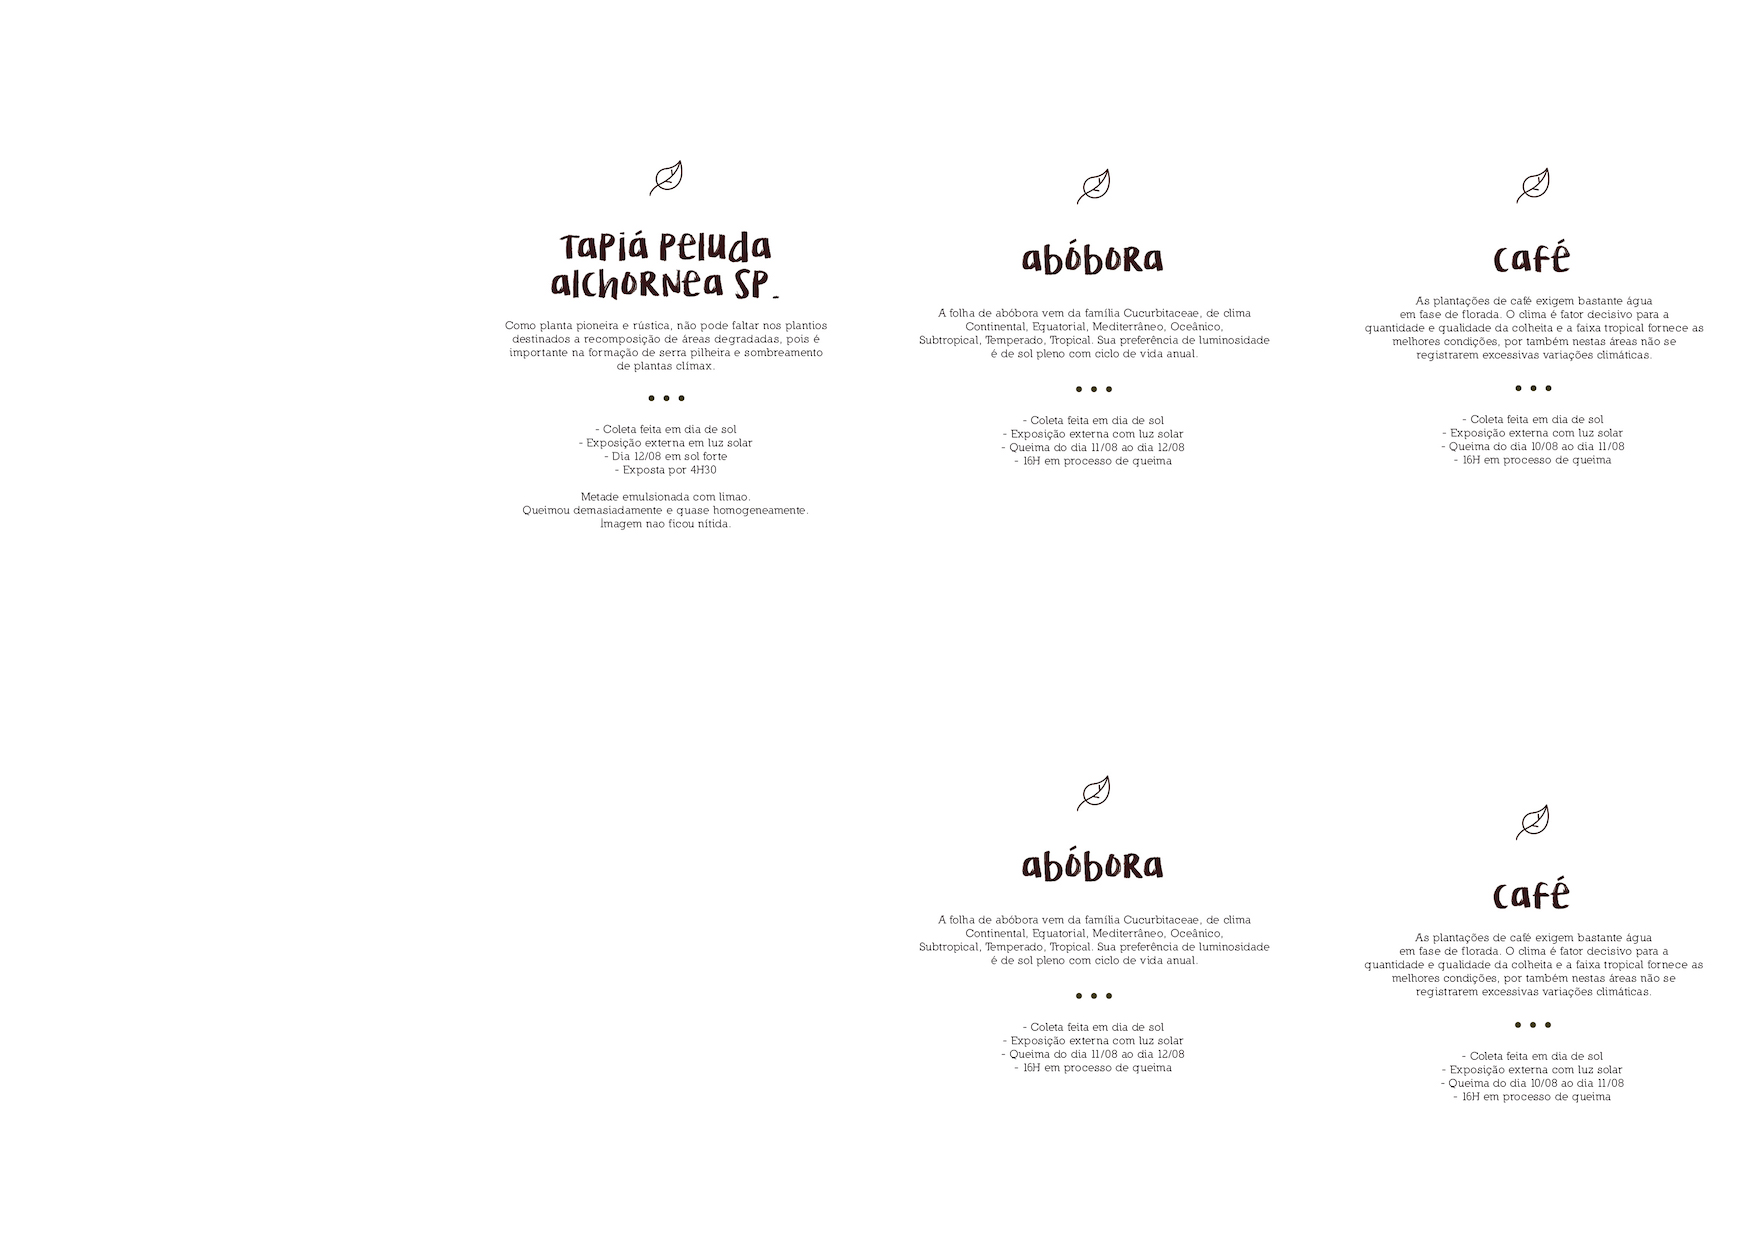 Tapiá Peluda
alchornea sp.
Como planta pioneira e rústica, não pode faltar nos plantios
destinados a recomposição de áreas degradadas, pois é
importante na formação de serra pilheira e sombreamento
de plantas clímax.
- Coleta feita em dia de sol
- Exposição externa em luz solar
- Dia 12/08 em sol forte
- Exposta por 4H30
Metade emulsionada com limao.
Queimou demasiadamente e quase homogeneamente.
Imagem nao ficou nítida.
abóbora
A folha de abóbora vem da família Cucurbitaceae, de clima
Continental, Equatorial, Mediterrâneo, Oceânico,
Subtropical, Temperado, Tropical. Sua preferência de luminosidade
é de sol pleno com ciclo de vida anual.
- Coleta feita em dia de sol
- Exposição externa com luz solar
- Queima do dia 11/08 ao dia 12/08
- 16H em processo de queima
café
As plantações de café exigem bastante água
em fase de florada. O clima é fator decisivo para a
quantidade e qualidade da colheita e a faixa tropical fornece as
melhores condições, por também nestas áreas não se
registrarem excessivas variações climáticas.
- Coleta feita em dia de sol
- Exposição externa com luz solar
- Queima do dia 10/08 ao dia 11/08
- 16H em processo de queima
abóbora
A folha de abóbora vem da família Cucurbitaceae, de clima
Continental, Equatorial, Mediterrâneo, Oceânico,
Subtropical, Temperado, Tropical. Sua preferência de luminosidade
é de sol pleno com ciclo de vida anual.
- Coleta feita em dia de sol
- Exposição externa com luz solar
- Queima do dia 11/08 ao dia 12/08
- 16H em processo de queima
café
As plantações de café exigem bastante água
em fase de florada. O clima é fator decisivo para a
quantidade e qualidade da colheita e a faixa tropical fornece as
melhores condições, por também nestas áreas não se
registrarem excessivas variações climáticas.
- Coleta feita em dia de sol
- Exposição externa com luz solar
- Queima do dia 10/08 ao dia 11/08
- 16H em processo de queima